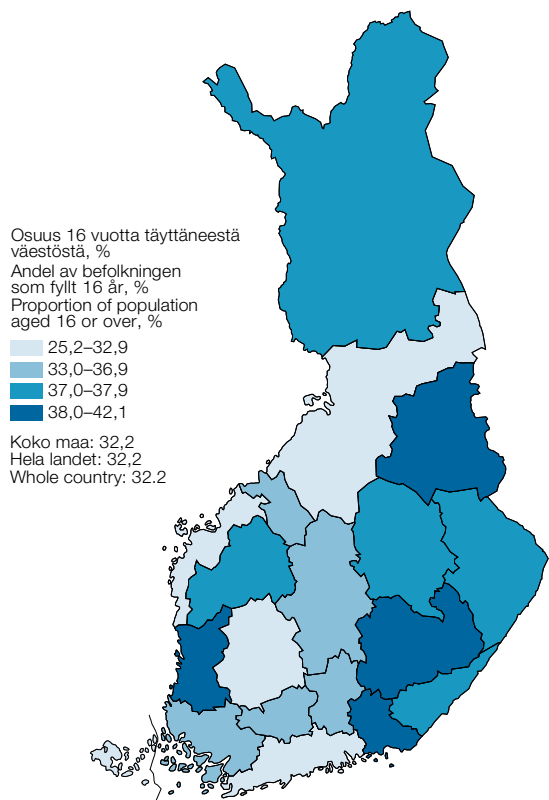 Osuus 16 vuotta täyttäneestä
väestöstä, %
Andel av befolkningen
som fyllt 16 år, %
Proportion of population
aged 16 or over, %
25,2–32,9
33,0–36,9
37,0–37,9
38,0–42,1
Koko maa: 32,2
Hela landet: 32,2
Whole country: 32.2